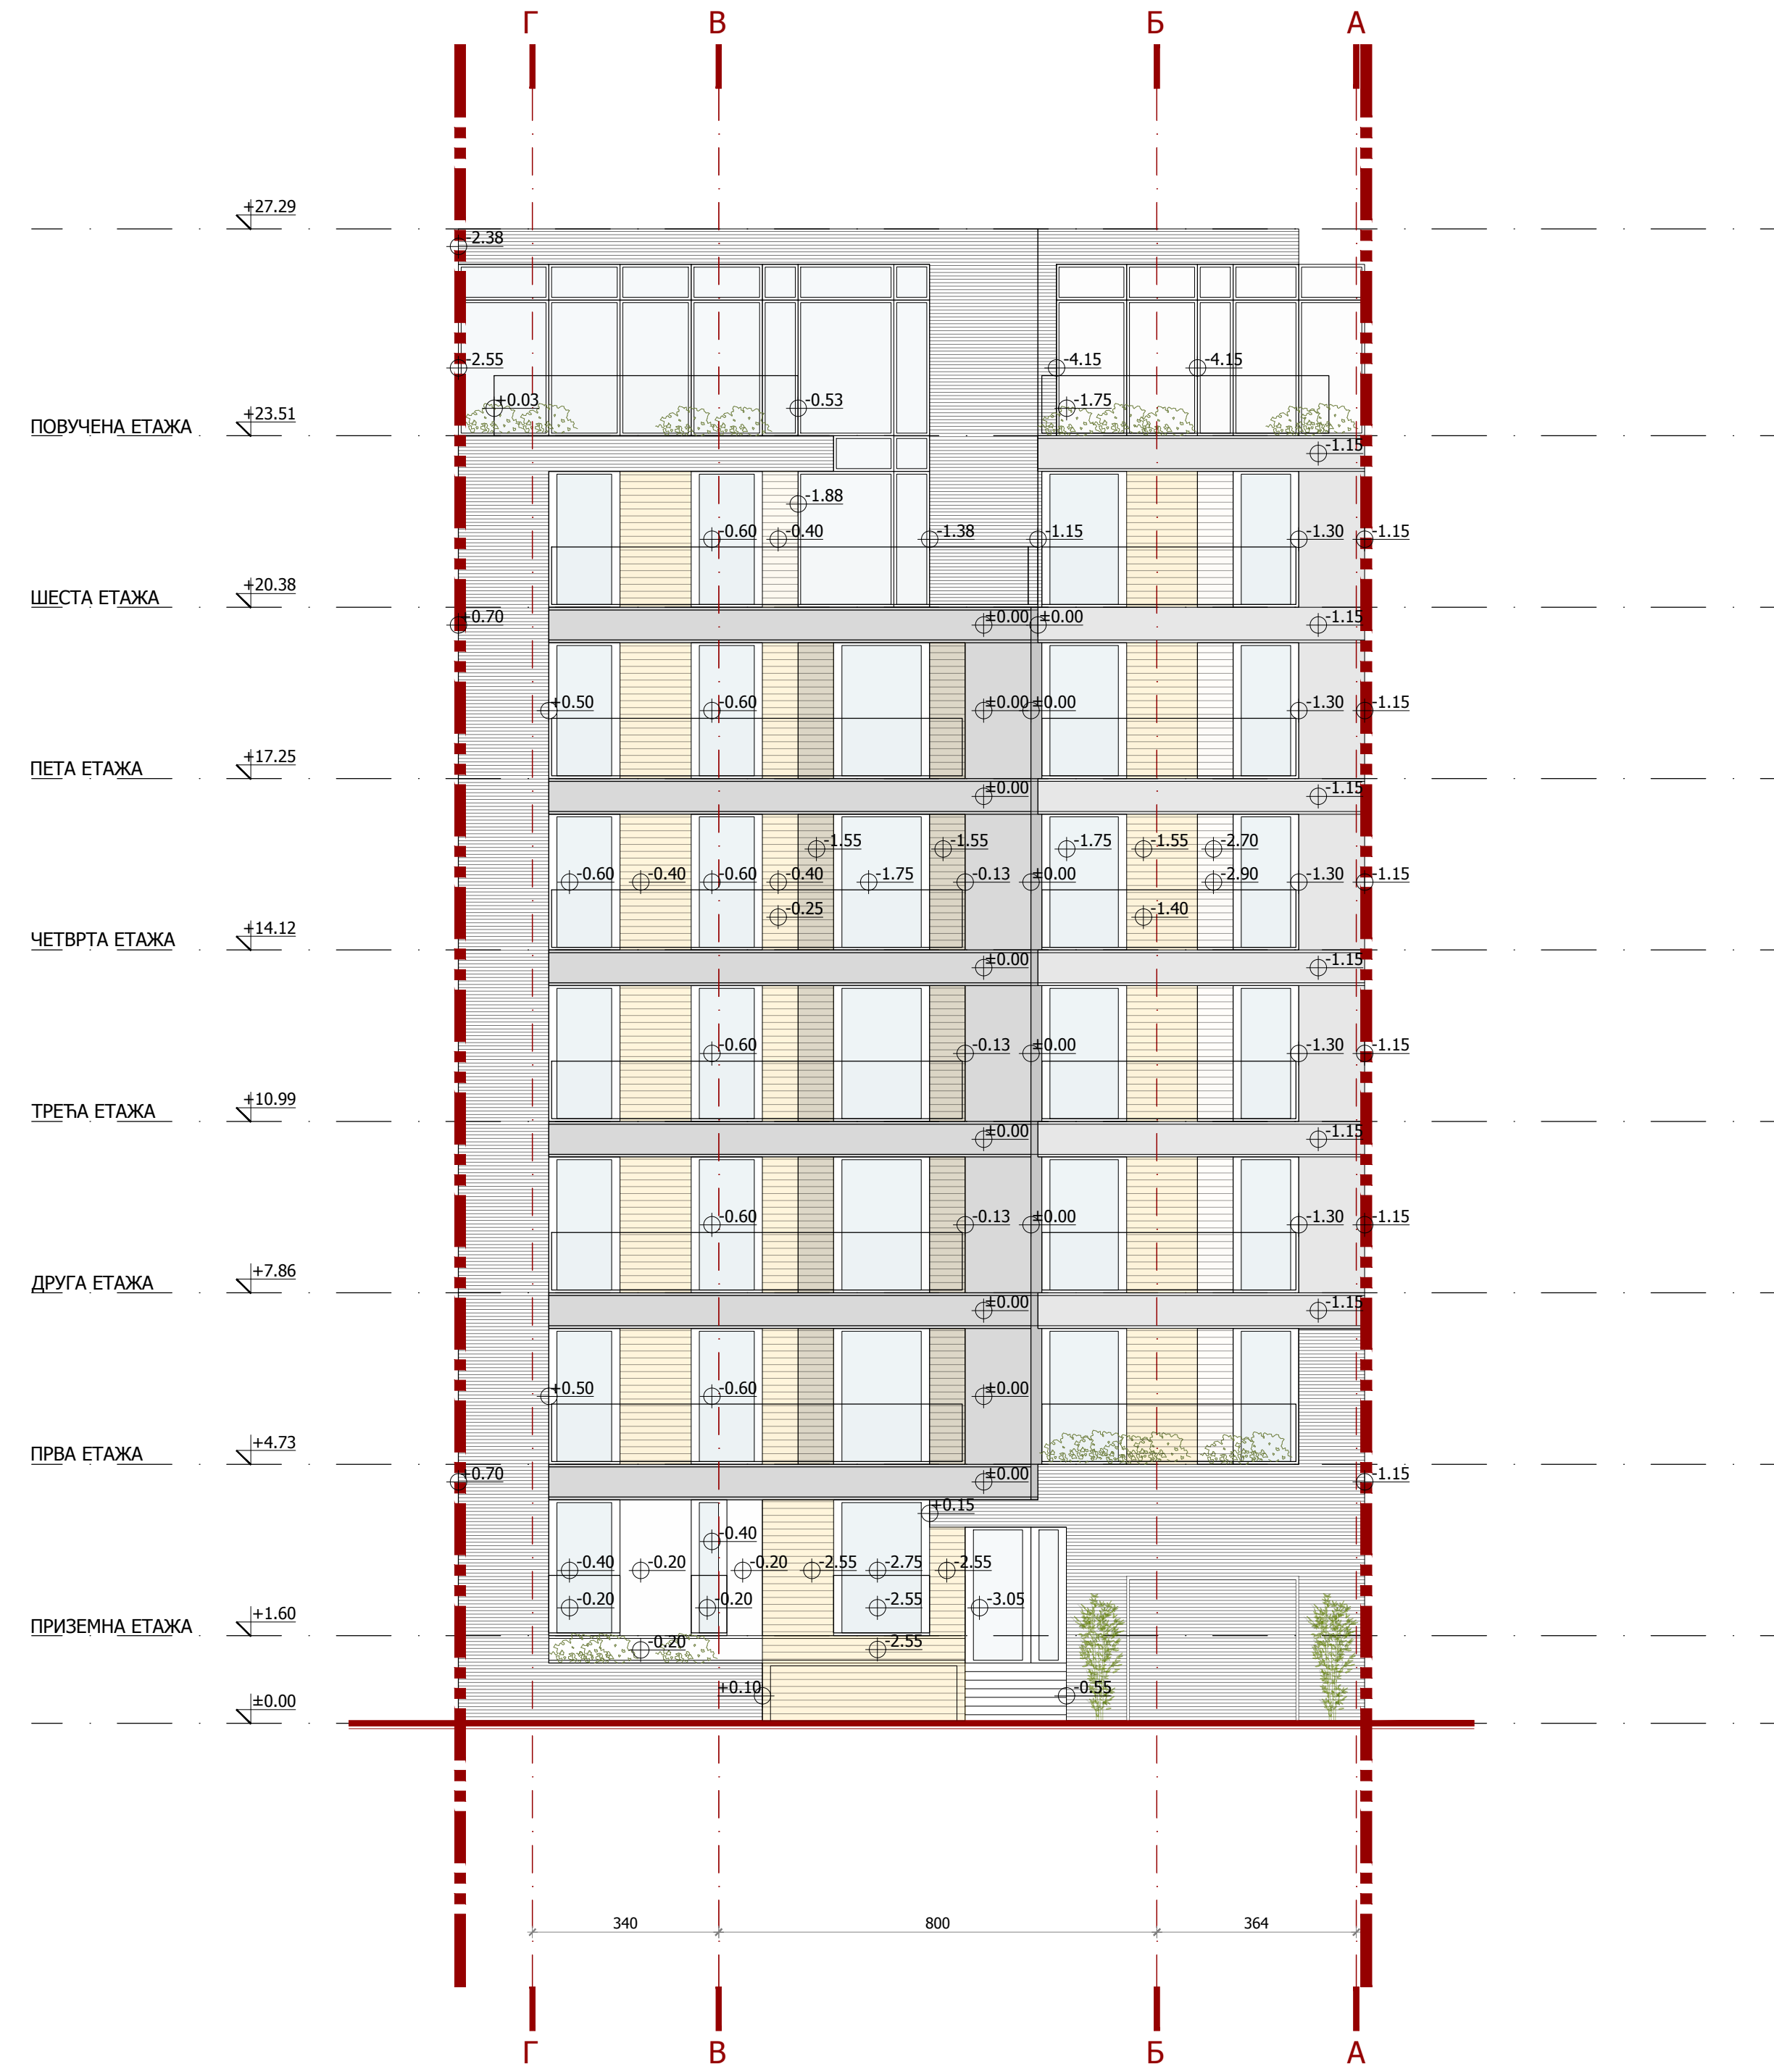 Г В Б А
+27.29
-2.38
-2.55 -4.15 -4.15
+0.03 -0.53 -1.75
ПОВУЧЕНА ЕТАЖА +23.51
-1.15
-1.88
-0.60 -0.40 -1.38 -1.15 -1.30 -1.15
ШЕСТА ЕТАЖА +20.38
+0.70 ±0.00 ±0.00 -1.15
+0.50 -0.60 ±0.00 ±0.00 -1.30 -1.15
ПЕТА ЕТАЖА +17.25
±0.00 -1.15
-1.55 -1.55 -1.75 -1.55 -2.70
-0.60 -0.40 -0.60 -0.40 -1.75 -0.13 ±0.00 -2.90 -1.30 -1.15
-0.25 -1.40
ЧЕТВРТА ЕТАЖА +14.12
±0.00 -1.15
-0.60 -0.13 ±0.00 -1.30 -1.15
ТРЕЋА ЕТАЖА +10.99
±0.00 -1.15
-0.60 -0.13 ±0.00 -1.30 -1.15
ДРУГА ЕТАЖА +7.86
±0.00 -1.15
+0.50 -0.60 ±0.00
ПРВА ЕТАЖА +4.73
+0.70 ±0.00 -1.15
+0.15
-0.40
-0.40 -0.20 -0.20 -2.55 -2.75 -2.55
-0.20 -0.20 -2.55 -3.05
ПРИЗЕМНА ЕТАЖА +1.60
-0.20 -2.55
+0.10 -0.55
±0.00
340 800 364
Г В Б А